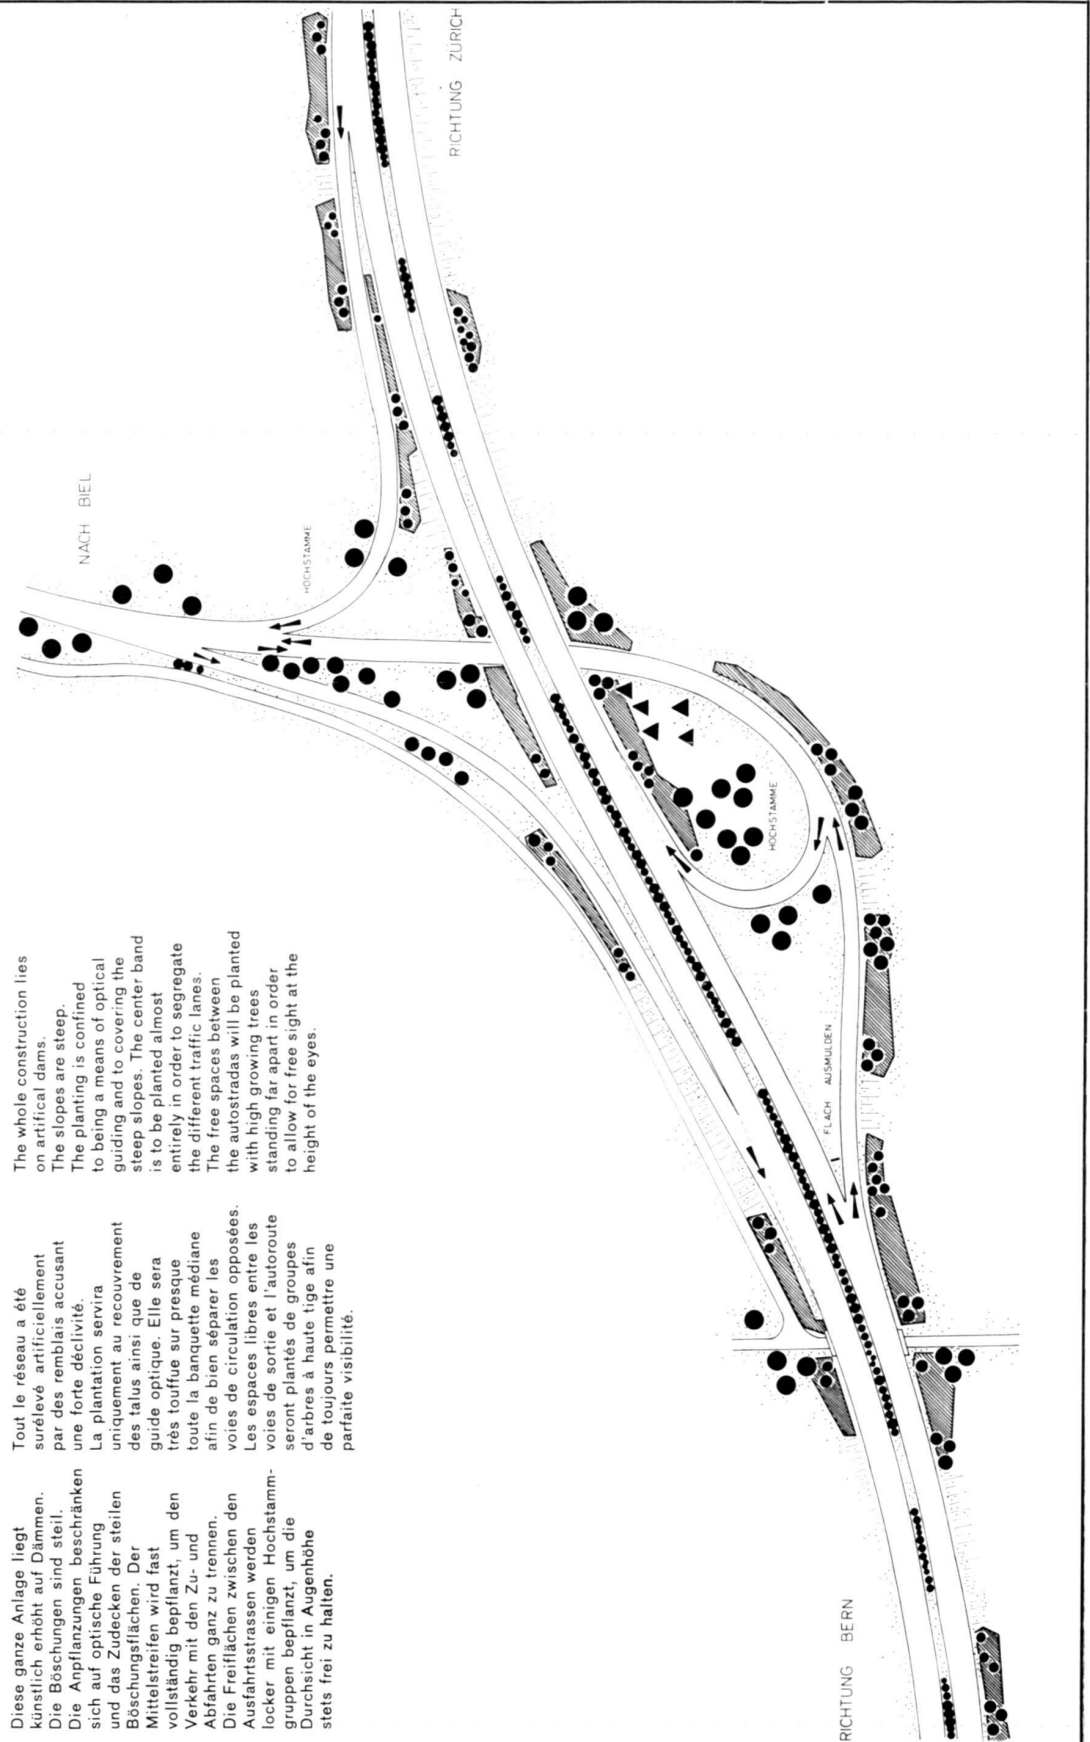 Diese ganze Anlage liegt
künstlich erhöht auf Dämmen.
Die Böschungen sind steil.
Die Anpflanzungen beschränken
sich auf optische Führung
und das Zudecken der steilen
Böschungsflächen. Der
Mittelstreifen wird fast
vollständig bepflanzt, um den
Verkehr mit den Zu- und
Abfahrten ganz zu trennen.
Die Freiflächen zwischen den
Ausfahrtsstrassen werden
locker mit einigen Hochstamm-
gruppen bepflanzt, um die
Durchsicht in Augenhöhe
stets frei zu halten.
Tout le réseau a été
surélevé artificiellement
par des remblais accusant
une forte déclivité.
La plantation servira
uniquement au recouvrement
des talus ainsi que de
guide optique. Elle sera
très touffue sur presque
toute la banquette médiane
afin de bien séparer les
voies de circulation opposées.
Les espaces libres entre les
voies de sortie et l'autoroute
seront plantés de groupes
d'arbres à haute tige afin
de toujours permettre une
parfaite visibilité.
The whole construction lies
on artifical dams.
The slopes are steep.
The planting is confined
to being a means of optical
guiding and to covering the
steep slopes. The center band
is to be planted almost
entirely in order to segregate
the different traffic lanes.
The free spaces between
the autostradas will be planted
with high growing trees
standing far apart in order
to allow for free sight at the
height of the eyes.
NACH BIEL
HOCHSTAMME
RICHTUNG ZÜRICH
HOCHSTAMME
FLACH AUSMULDEN
RICHTUNG BERN